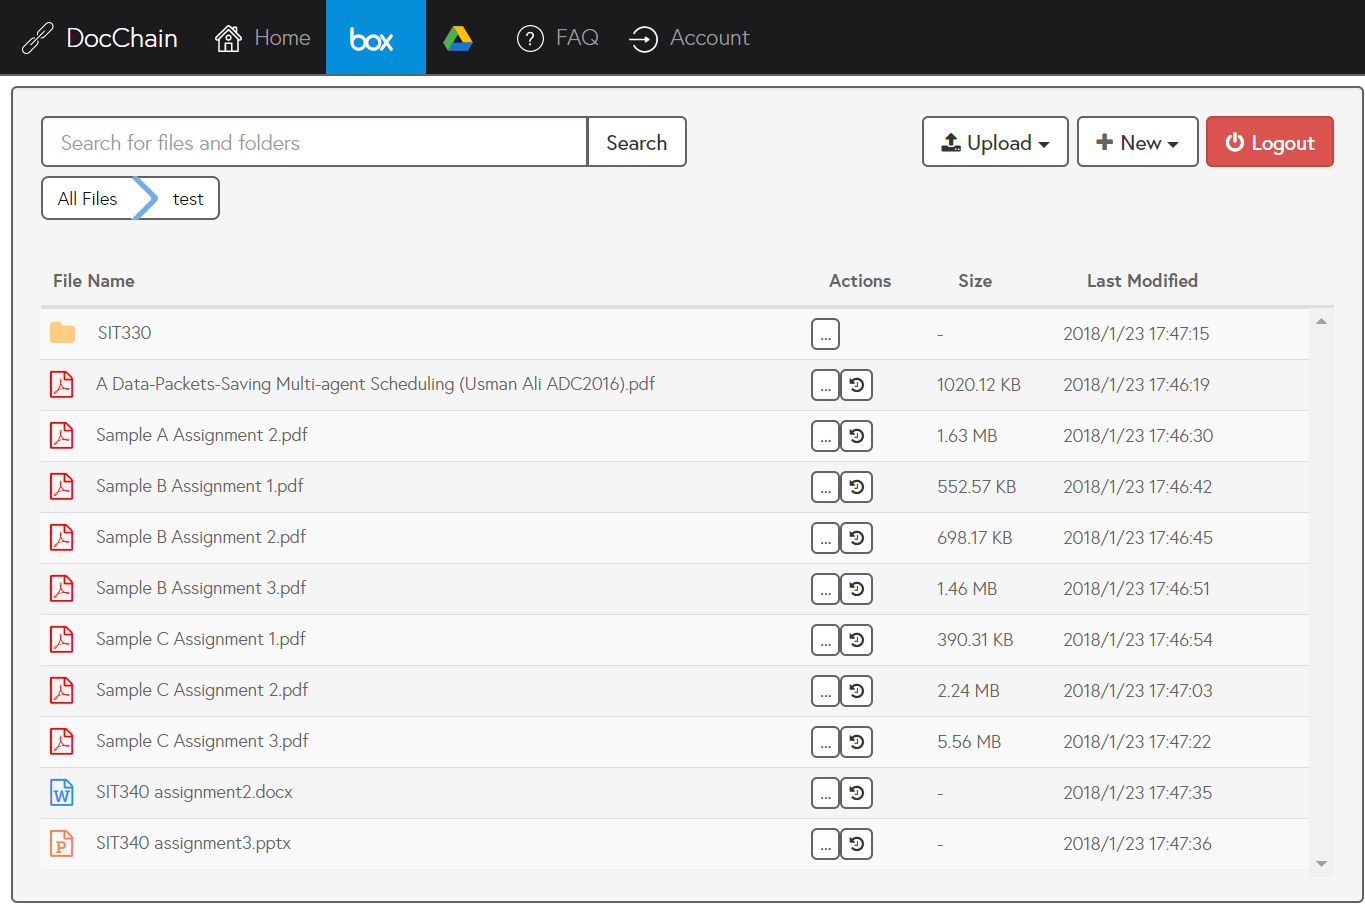 DocChain Home box FAQ Account
Search for files and folders Search Upload New Logout
All Files test
File Name Actions Size Last Modified
SIT330 ... - 2018/1/23 17:47:15
A Data-Packets-Saving Multi-agent Scheduling (Usman Ali ADC2016).pdf ... 1020.12 KB 2018/1/23 17:46:19
Sample A Assignment 2.pdf ... 1.63 MB 2018/1/23 17:46:30
Sample B Assignment 1.pdf ... 552.57 KB 2018/1/23 17:46:42
Sample B Assignment 2.pdf ... 698.17 KB 2018/1/23 17:46:45
Sample B Assignment 3.pdf ... 1.46 MB 2018/1/23 17:46:51
Sample C Assignment 1.pdf ... 390.31 KB 2018/1/23 17:46:54
Sample C Assignment 2.pdf ... 2.24 MB 2018/1/23 17:47:03
Sample C Assignment 3.pdf ... 5.56 MB 2018/1/23 17:47:22
W SIT340 assignment2.docx ... - 2018/1/23 17:47:35
P SIT340 assignment3.pptx ... - 2018/1/23 17:47:36